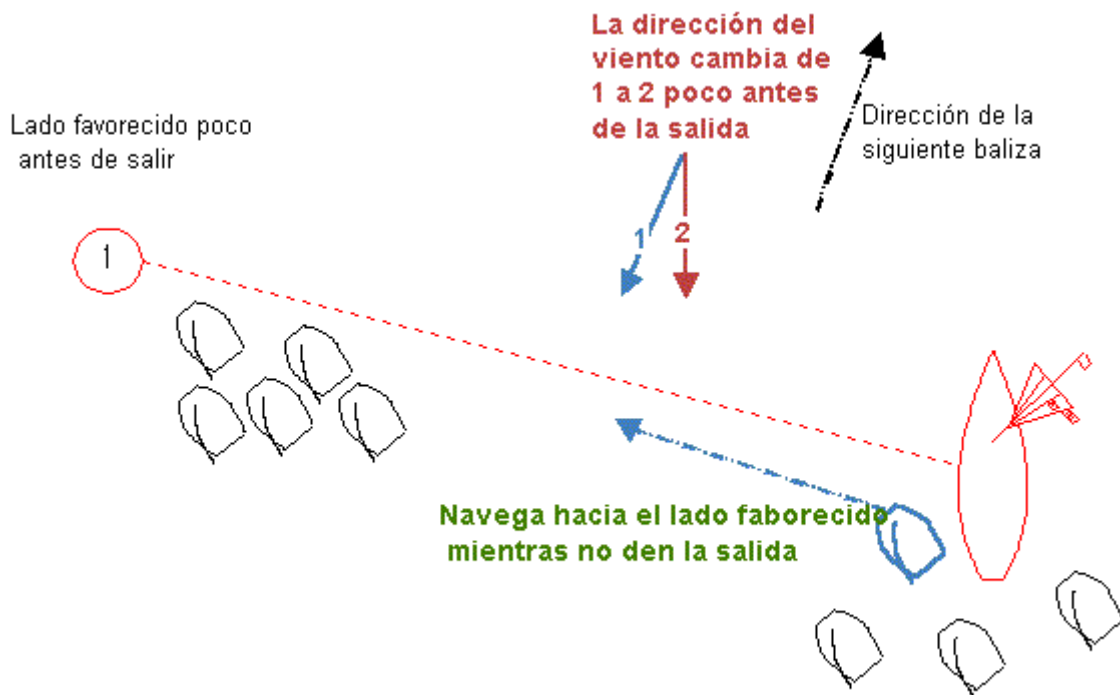 La dirección del
viento cambia de
1 a 2 poco antes
de la salida
Lado favorecido poco
antes de salir
Dirección de la
siguiente baliza
1
1
2
Navega hacia el lado faborecido
mientras no den la salida